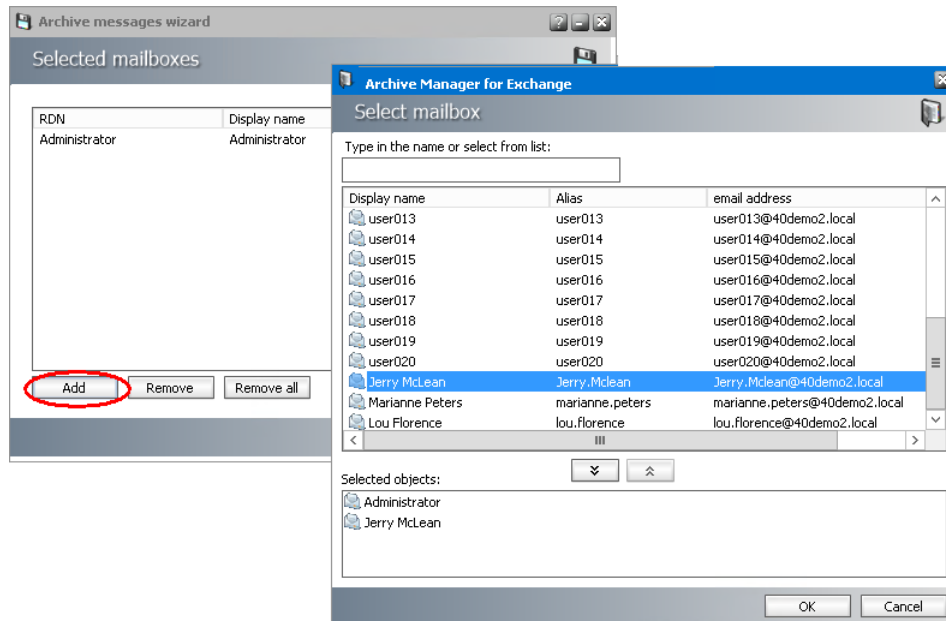 Archive messages wizard
Selected mailboxes
RDN Display name
Administrator Administrator
Add Remove Remove all
Archive Manager for Exchange
Select mailbox
Type in the name or select from list:
Display name Alias email address
user013 user013 user013@40demo2.local
user014 user014 user014@40demo2.local
user015 user015 user015@40demo2.local
user016 user016 user016@40demo2.local
user017 user017 user017@40demo2.local
user018 user018 user018@40demo2.local
user019 user019 user019@40demo2.local
user020 user020 user020@40demo2.local
Jerry McLean Jerry.Mclean Jerry.Mclean@40demo2.local
Marianne Peters marianne.peters marianne.peters@40demo2.local
Lou Florence lou.florence lou.florence@40demo2.local
Selected objects:
Administrator
Jerry McLean
OK Cancel